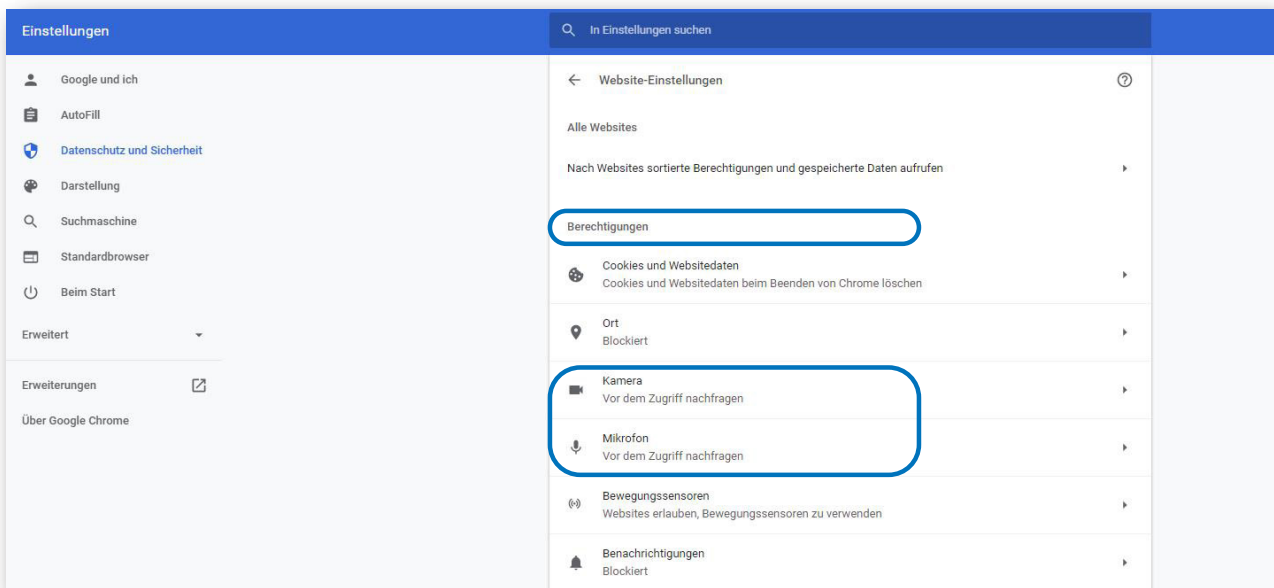 Einstellungen
In Einstellungen suchen
Google und ich
AutoFill
Datenschutz und Sicherheit
Darstellung
Suchmaschine
Standardbrowser
Beim Start
Erweitert
Erweiterungen
Über Google Chrome
Website-Einstellungen
Alle Websites
Nach Websites sortierte Berechtigungen und gespeicherte Daten aufrufen
Berechtigungen
Cookies und Websitedaten
Cookies und Websitedaten beim Beenden von Chrome löschen
Ort
Blockiert
Kamera
Vor dem Zugriff nachfragen
Mikrofon
Vor dem Zugriff nachfragen
Bewegungssensoren
Websites erlauben, Bewegungssensoren zu verwenden
Benachrichtigungen
Blockiert